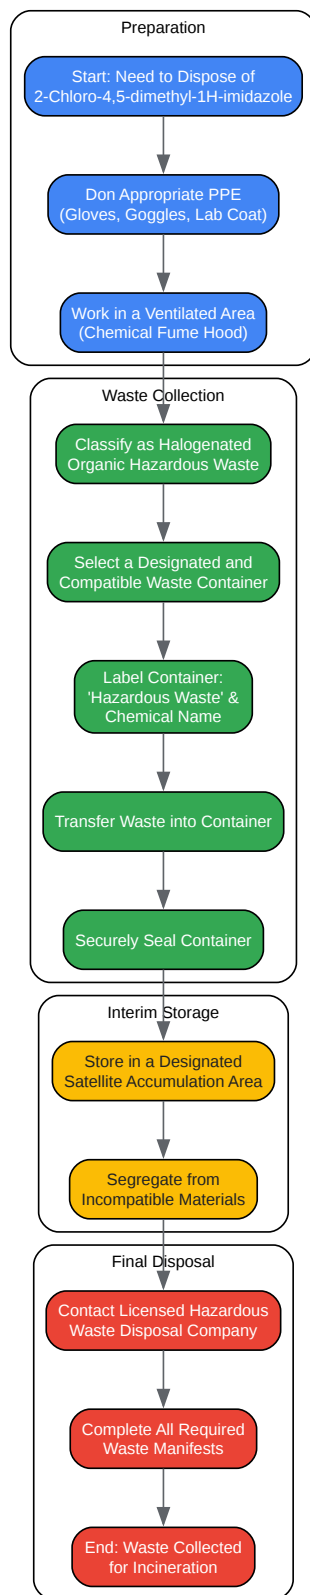 Preparation
Start: Need to Dispose of
2-Chloro-4,5-dimethyl-1H-imidazole
Don Appropriate PPE
(Gloves, Goggles, Lab Coat)
Work in a Ventilated Area
(Chemical Fume Hood)
Waste Collection
Classify as Halogenated
Organic Hazardous Waste
Select a Designated and
Compatible Waste Container
Label Container:
'Hazardous Waste' &
Chemical Name
Transfer Waste into Container
Securely Seal Container
Interim Storage
Store in a Designated
Satellite Accumulation Area
Segregate from
Incompatible Materials
Final Disposal
Contact Licensed Hazardous
Waste Disposal Company
Complete All Required
Waste Manifests
End: Waste Collected
for Incineration